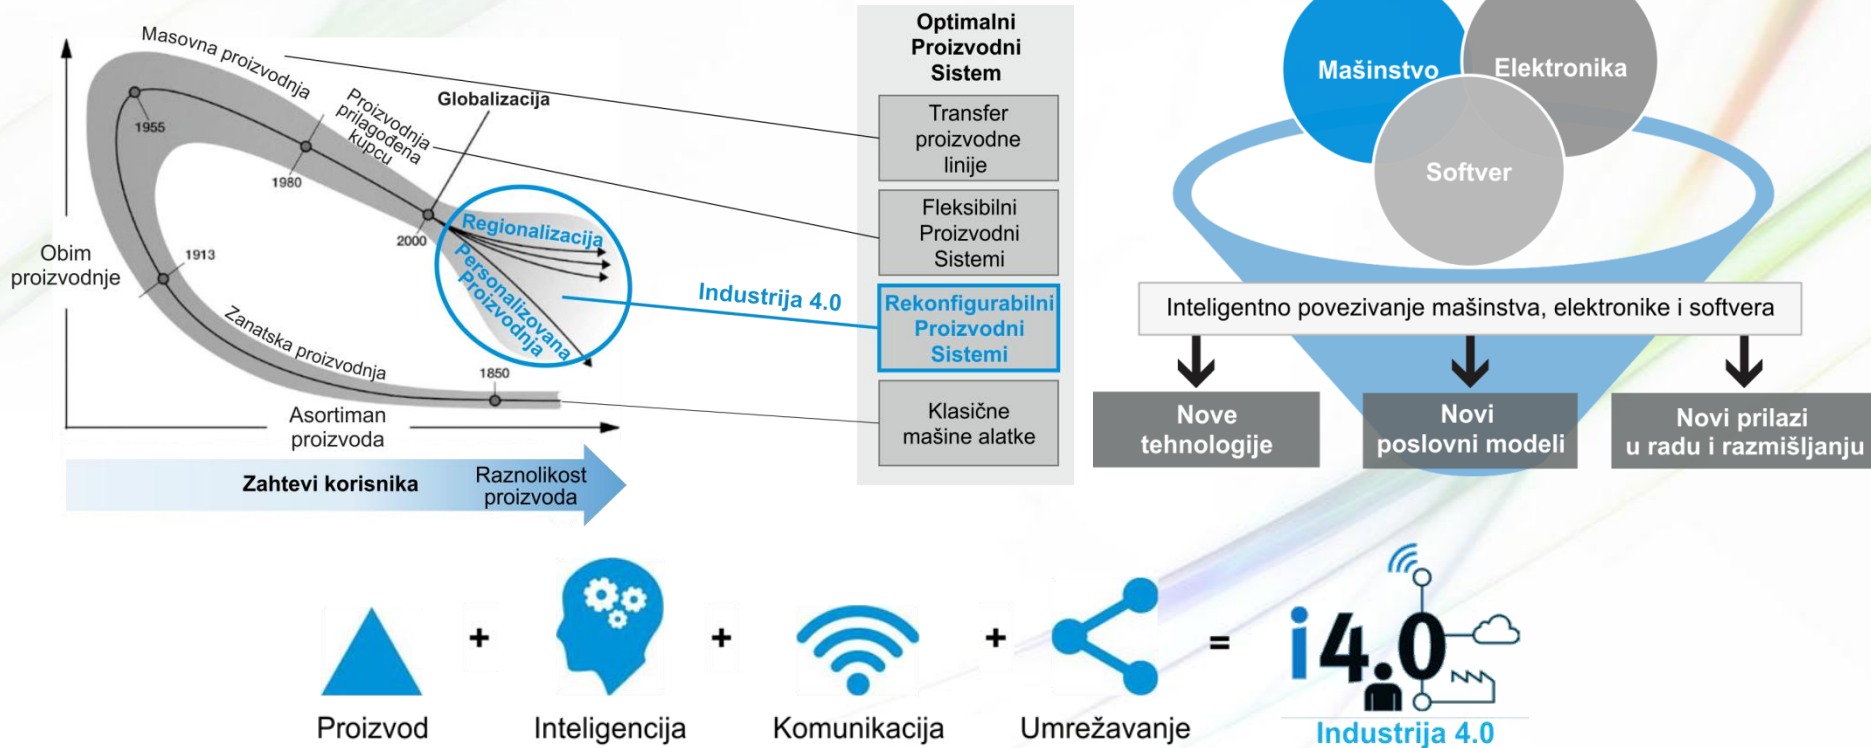 Masovna proizvodnja
Proizvodnja
prilagođena
kupcu
Globalizacija
1955
1980
2000
1913
1850
Regionalizacija
Personalizovana
Proizvodnja
Zanatska proizvodnja
Obim
proizvodnje
Asortiman
proizvoda
Zahtevi korisnika
Raznolikost
proizvoda
Industrija 4.0
Optimalni
Proizvodni
Sistem
Transfer
proizvodne
linije
Fleksibilni
Proizvodni
Sistemi
Rekonfigurabilni
Proizvodni
Sistemi
Klasične
mašine alatke
Mašinstvo
Elektronika
Softver
Inteligentno povezivanje mašinstva, elektronike i softvera
Nove
tehnologije
Novi
poslovni modeli
Novi prilazi
u radu i razmišljanju
+
+
+
=
i4.0
Proizvod
Inteligencija
Komunikacija
Umrežavanje
Industrija 4.0